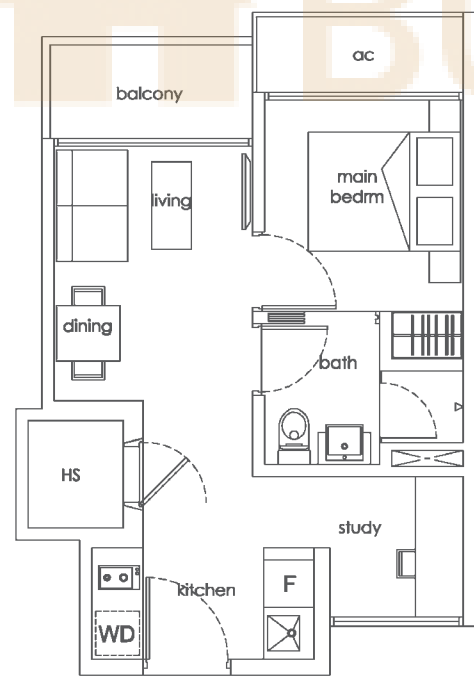 ac
balcony
main
bedrm
living
dining
bath
HS
study
kitchen
F
WD